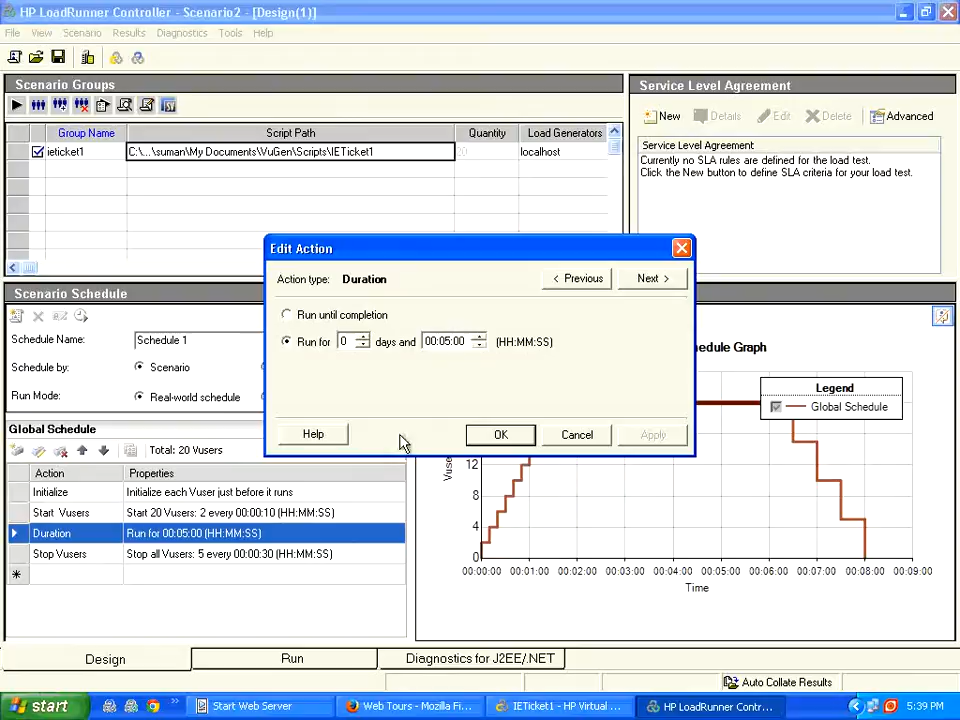 HP LoadRunner Controller - Scenario2 - [Design(1)]
File View Scenario Results Diagnostics Tools Help
Scenario Groups
Group Name Script Path Quantity Load Generators
ieticket1 C:\...\suman\My Documents\VuGen\Scripts\IETicket1 20 localhost
Service Level Agreement
New Details Edit Delete Advanced
Service Level Agreement
Currently no SLA rules are defined for the load test.
Click the New button to define SLA criteria for your load test.
Edit Action
Action type: Duration < Previous Next >
Run until completion
Run for 0 days and 00:05:00 (HH:MM:SS)
Help OK Cancel Apply
Scenario Schedule
Schedule Name: Schedule 1
Schedule by: Scenario
Run Mode: Real-world schedule
Global Schedule
Total: 20 Vusers
Action Properties
Initialize Initialize each Vuser just before it runs
Start Vusers Start 20 Vusers: 2 every 00:00:10 (HH:MM:SS)
Duration Run for 00:05:00 (HH:MM:SS)
Stop Vusers Stop all Vusers: 5 every 00:00:30 (HH:MM:SS)
*
edule Graph
Legend
Global Schedule
Vuse
12
8
4
0
00:00:00 00:01:00 00:02:00 00:03:00 00:04:00 00:05:00 00:06:00 00:07:00 00:08:00 00:09:00
Time
Design Run Diagnostics for J2EE/.NET
Auto Collate Results
start Start Web Server Web Tours - Mozilla Fi... IETicket1 - HP Virtual ... HP LoadRunner Contr... 5:39 PM